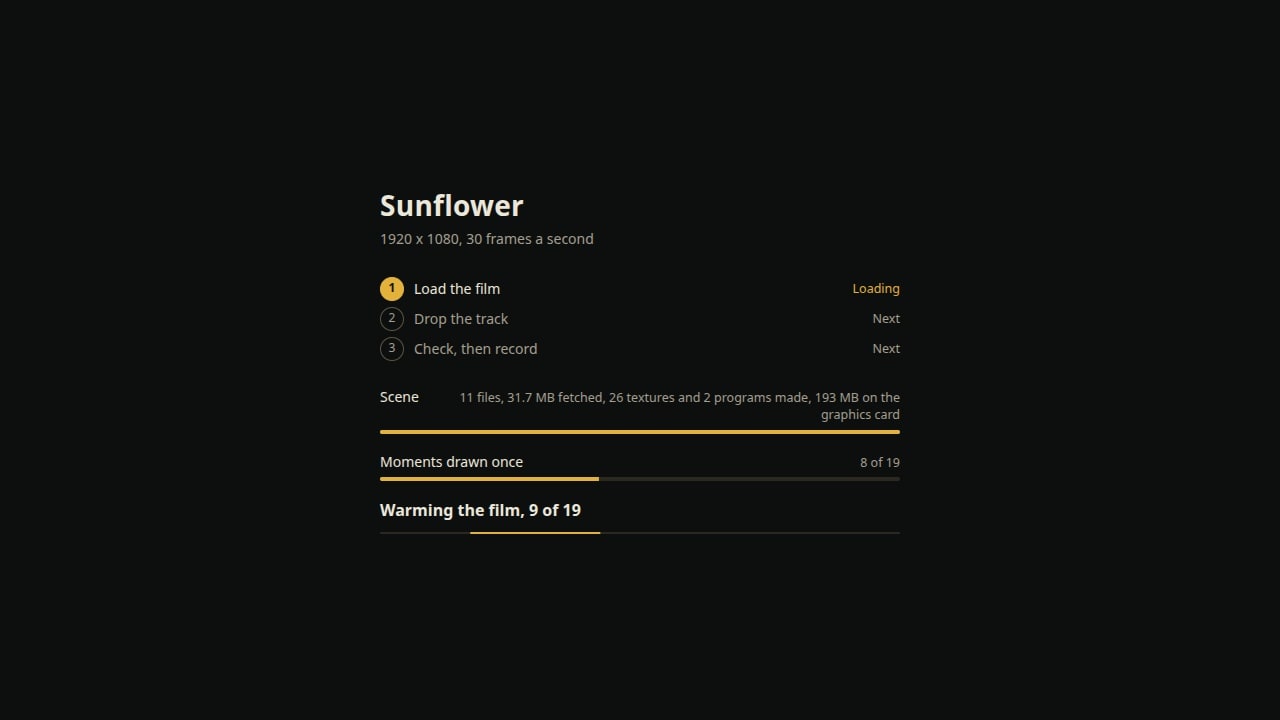 Sunflower
1920 x 1080, 30 frames a second
1 Load the film Loading
2 Drop the track Next
3 Check, then record Next
Scene 11 files, 31.7 MB fetched, 26 textures and 2 programs made, 193 MB on the
graphics card
Moments drawn once 8 of 19
Warming the film, 9 of 19